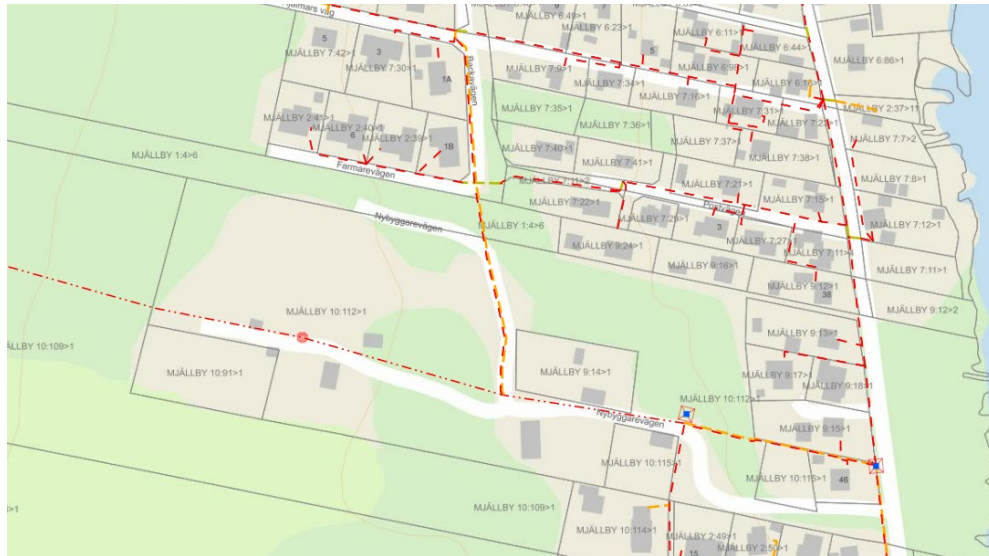 Hjalmars väg
MJÄLLBY 6:49>1
MJÄLLBY 6:23>1
MJÄLLBY 6:11>1
MJÄLLBY 6:44>1
MJÄLLBY 6:86>1
5
3
MJÄLLBY 7:42>1
MJÄLLBY 7:30>1
1A
Backavägen
5
MJÄLLBY 7:9>1
MJÄLLBY 6:98>1
MJÄLLBY 7:34>1
MJÄLLBY 7:16>1
MJÄLLBY 6:18>1
MJÄLLBY 7:35>1
MJÄLLBY 7:31>1
MJÄLLBY 2:37>11
MJÄLLBY 2:41>1
MJÄLLBY 2:40>1
6
MJÄLLBY 2:39>1
1B
MJÄLLBY 7:36>1
MJÄLLBY 7:37>1
MJÄLLBY 7:7>2
MJÄLLBY 1:4>6
MJÄLLBY 7:40>1
MJÄLLBY 7:41>1
MJÄLLBY 7:38>1
Farmarevägen
MJÄLLBY 7:11>2
MJÄLLBY 7:21>1
MJÄLLBY 7:8>1
MJÄLLBY 7:22>1
MJÄLLBY 7:15>1
Postvägen
Nybyggarevägen
MJÄLLBY 1:4>6
3
MJÄLLBY 7:12>1
MJÄLLBY 9:24>1
MJÄLLBY 7:27>1
MJÄLLBY 7:11>4
MJÄLLBY 9:16>1
MJÄLLBY 7:11>1
MJÄLLBY 9:12>1
38
MJÄLLBY 10:112>1
MJÄLLBY 9:12>2
MJÄLLBY 9:13>1
MJÄLLBY 10:91>1
MJÄLLBY 9:14>1
MJÄLLBY 9:17>1
MJÄLLBY 9:18>1
MJÄLLBY 10:112>1
Nybyggarevägen
MJÄLLBY 9:15>1
MJÄLLBY 10:115>1
46
MJÄLLBY 10:109>1
MJÄLLBY 10:114>1
MJÄLLBY 2:49>1
15